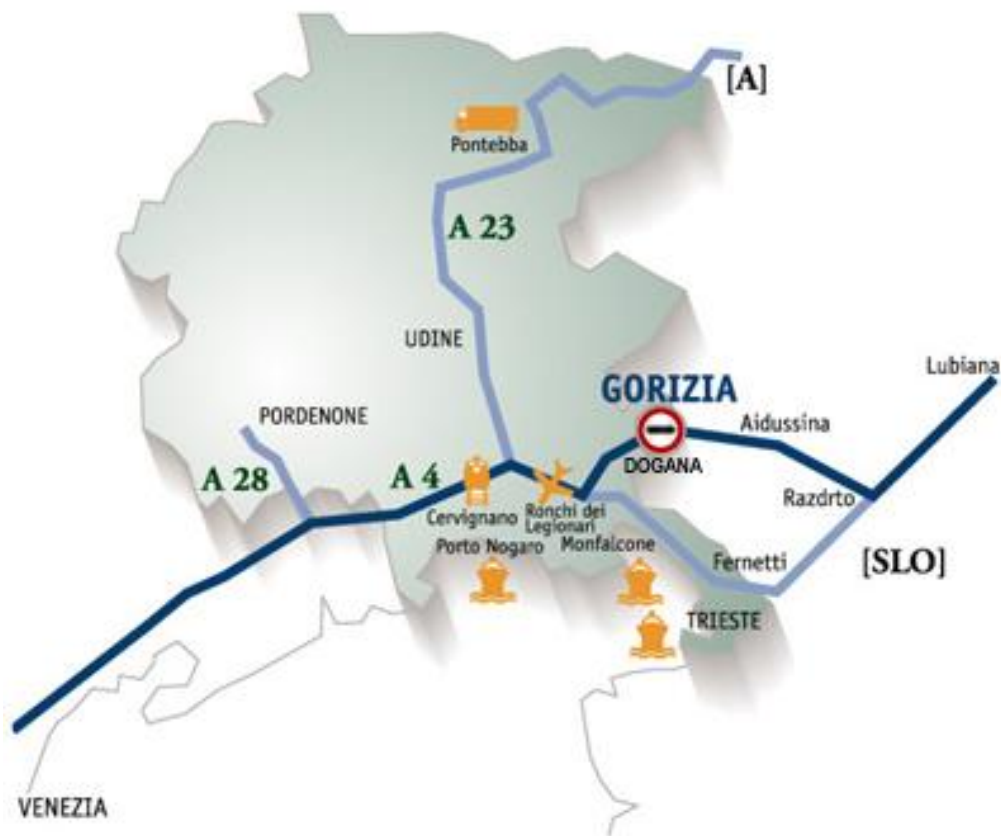 [A]
Pontebba
A 23
UDINE
Lubiana
GORIZIA
Aidussina
PORDENONE
DOGANA
A 28
A 4
Razdrto
Cervignano
Ronchi dei
Legionari
Porto Nogaro
Monfalcone
Fernetti
[SLO]
TRIESTE
VENEZIA